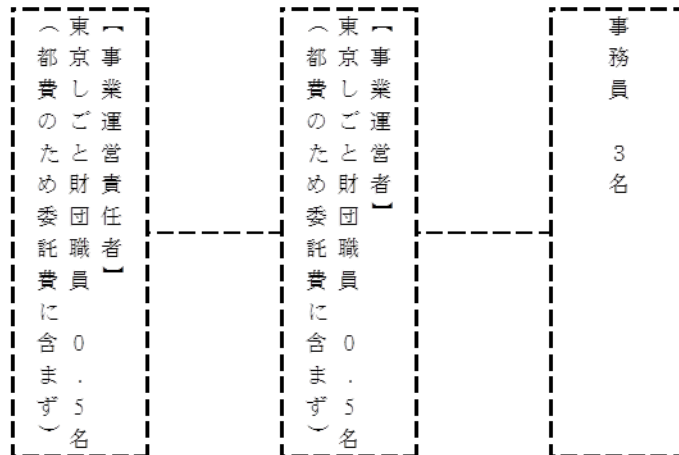 【事業運営責任者】
東京しごと財団職員　0.5名
（都費のため委託費に含まず）
【事業運営者】
東京しごと財団職員　0.5名
（都費のため委託費に含まず）
事務員　3名